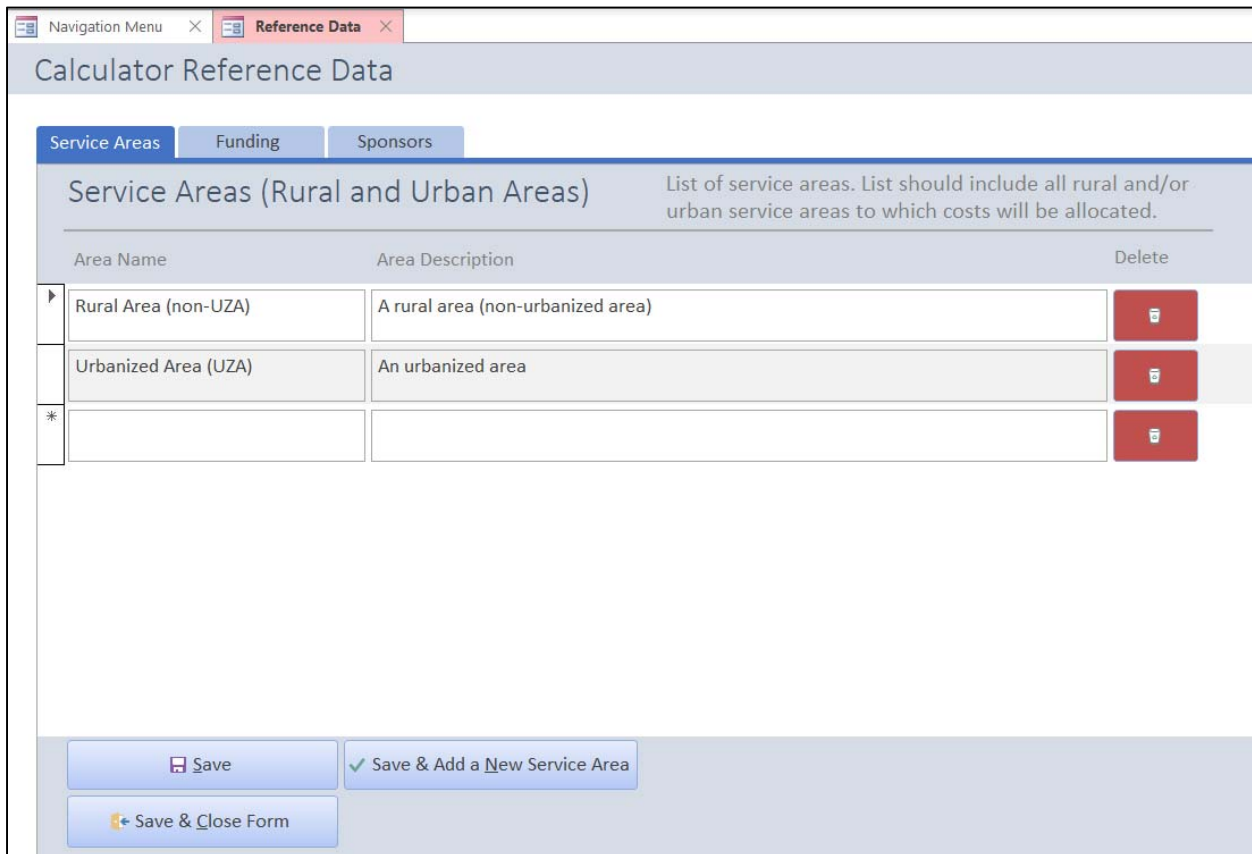 Navigation Menu
Reference Data
Calculator Reference Data
Service Areas
Funding
Sponsors
Service Areas (Rural and Urban Areas)
List of service areas. List should include all rural and/or
urban service areas to which costs will be allocated.
Area Name
Area Description
Delete
Rural Area (non-UZA)
A rural area (non-urbanized area)
Urbanized Area (UZA)
An urbanized area
*
Save
Save & Add a New Service Area
Save & Close Form